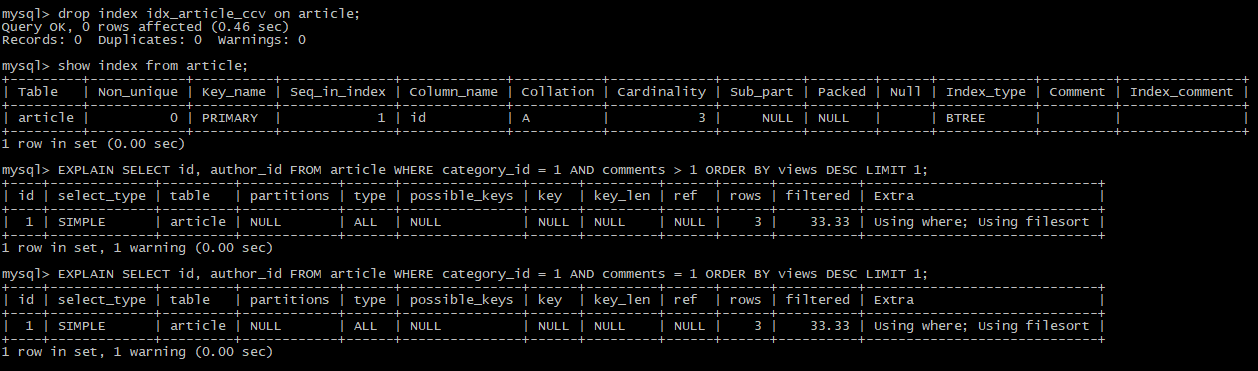 mysql> drop index idx_article_ccv on article;
Query OK, 0 rows affected (0.46 sec)
Records: 0  Duplicates: 0  Warnings: 0

mysql> show index from article;
+---------+------------+----------+--------------+-------------+-----------+-------------+----------+--------+------+------------+---------+---------------+
| Table   | Non_unique | Key_name | Seq_in_index | Column_name | Collation | Cardinality | Sub_part | Packed | Null | Index_type | Comment | Index_comment |
+---------+------------+----------+--------------+-------------+-----------+-------------+----------+--------+------+------------+---------+---------------+
| article |          0 | PRIMARY  |            1 | id          | A         |           3 |     NULL | NULL   |      | BTREE      |         |               |
+---------+------------+----------+--------------+-------------+-----------+-------------+----------+--------+------+------------+---------+---------------+
1 row in set (0.00 sec)

mysql> EXPLAIN SELECT id, author_id FROM article WHERE category_id = 1 AND comments > 1 ORDER BY views DESC LIMIT 1;
+----+-------------+---------+------------+------+---------------+------+---------+------+------+----------+-----------------------------+
| id | select_type | table   | partitions | type | possible_keys | key  | key_len | ref  | rows | filtered | Extra                       |
+----+-------------+---------+------------+------+---------------+------+---------+------+------+----------+-----------------------------+
|  1 | SIMPLE      | article | NULL       | ALL  | NULL          | NULL | NULL    | NULL |    3 |    33.33 | Using where; Using filesort |
+----+-------------+---------+------------+------+---------------+------+---------+------+------+----------+-----------------------------+
1 row in set, 1 warning (0.00 sec)

mysql> EXPLAIN SELECT id, author_id FROM article WHERE category_id = 1 AND comments = 1 ORDER BY views DESC LIMIT 1;
+----+-------------+---------+------------+------+---------------+------+---------+------+------+----------+-----------------------------+
| id | select_type | table   | partitions | type | possible_keys | key  | key_len | ref  | rows | filtered | Extra                       |
+----+-------------+---------+------------+------+---------------+------+---------+------+------+----------+-----------------------------+
|  1 | SIMPLE      | article | NULL       | ALL  | NULL          | NULL | NULL    | NULL |    3 |    33.33 | Using where; Using filesort |
+----+-------------+---------+------------+------+---------------+------+---------+------+------+----------+-----------------------------+
1 row in set, 1 warning (0.00 sec)